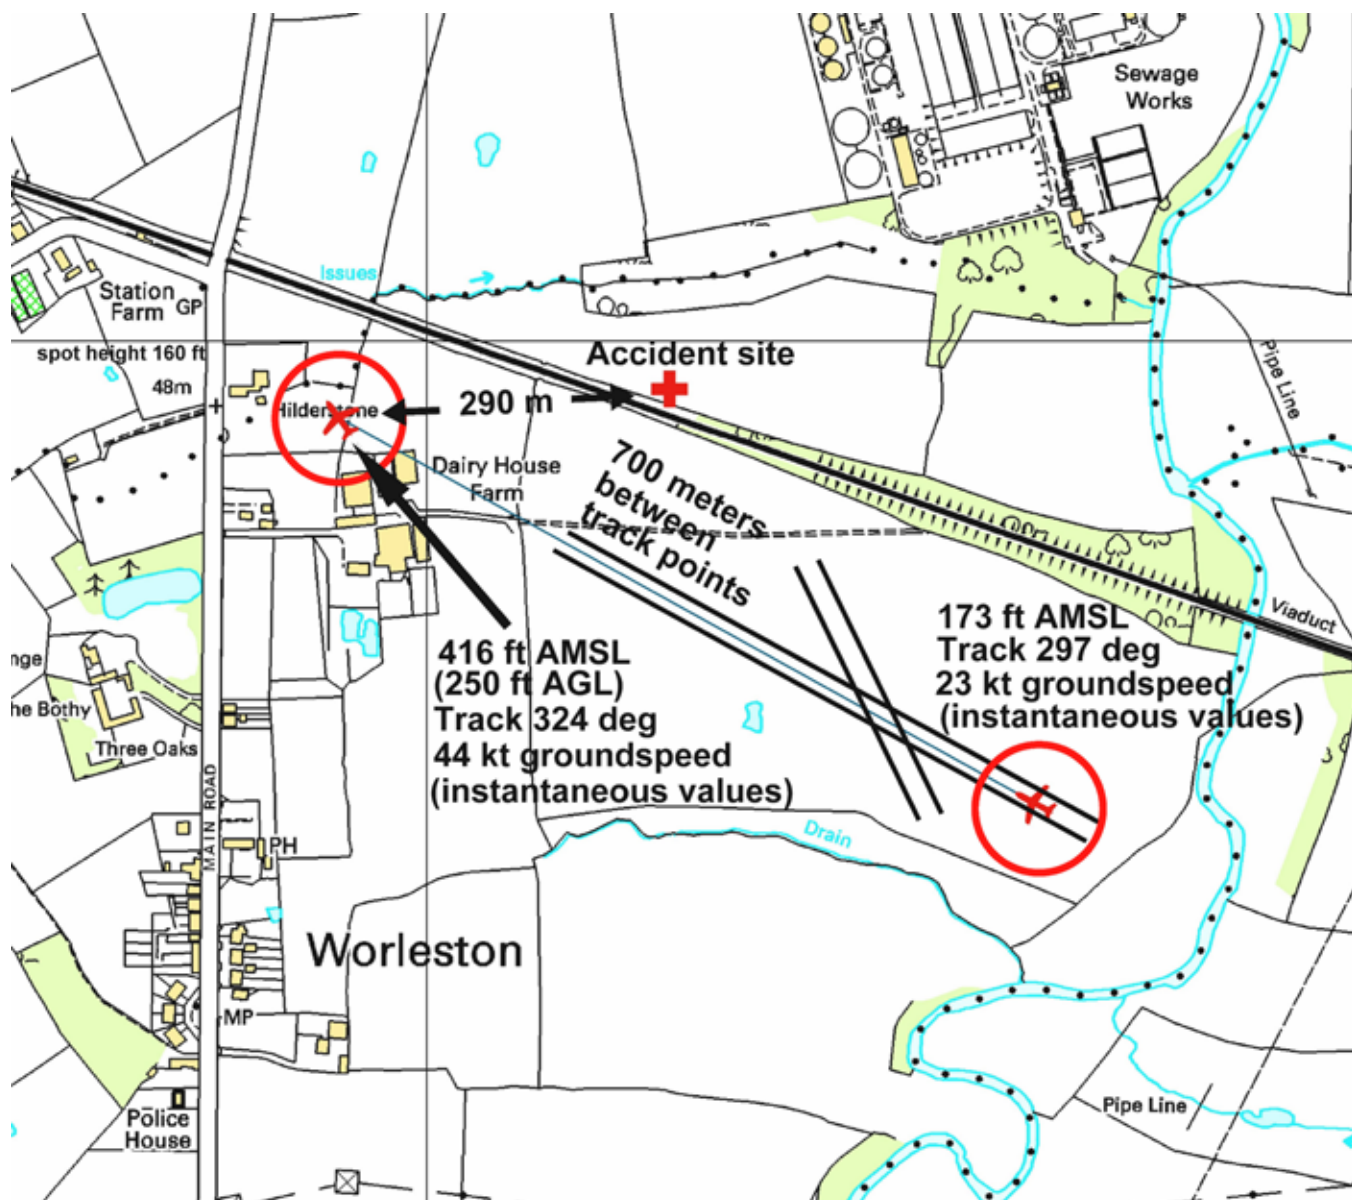 Sewage
Works
Issues
Station
Farm
GP
spot height 160 ft
48m
Accident site
Pipe Line
Hilderstone
290 m
Dairy House
Farm
700 meters
between
track points
173 ft AMSL
Track 297 deg
23 kt groundspeed
(instantaneous values)
Viaduct
416 ft AMSL
(250 ft AGL)
Track 324 deg
44 kt groundspeed
(instantaneous values)
nge
he Bothy
Three Oaks
MAIN ROAD
PH
Drain
Worleston
MP
Police
House
Pipe Line